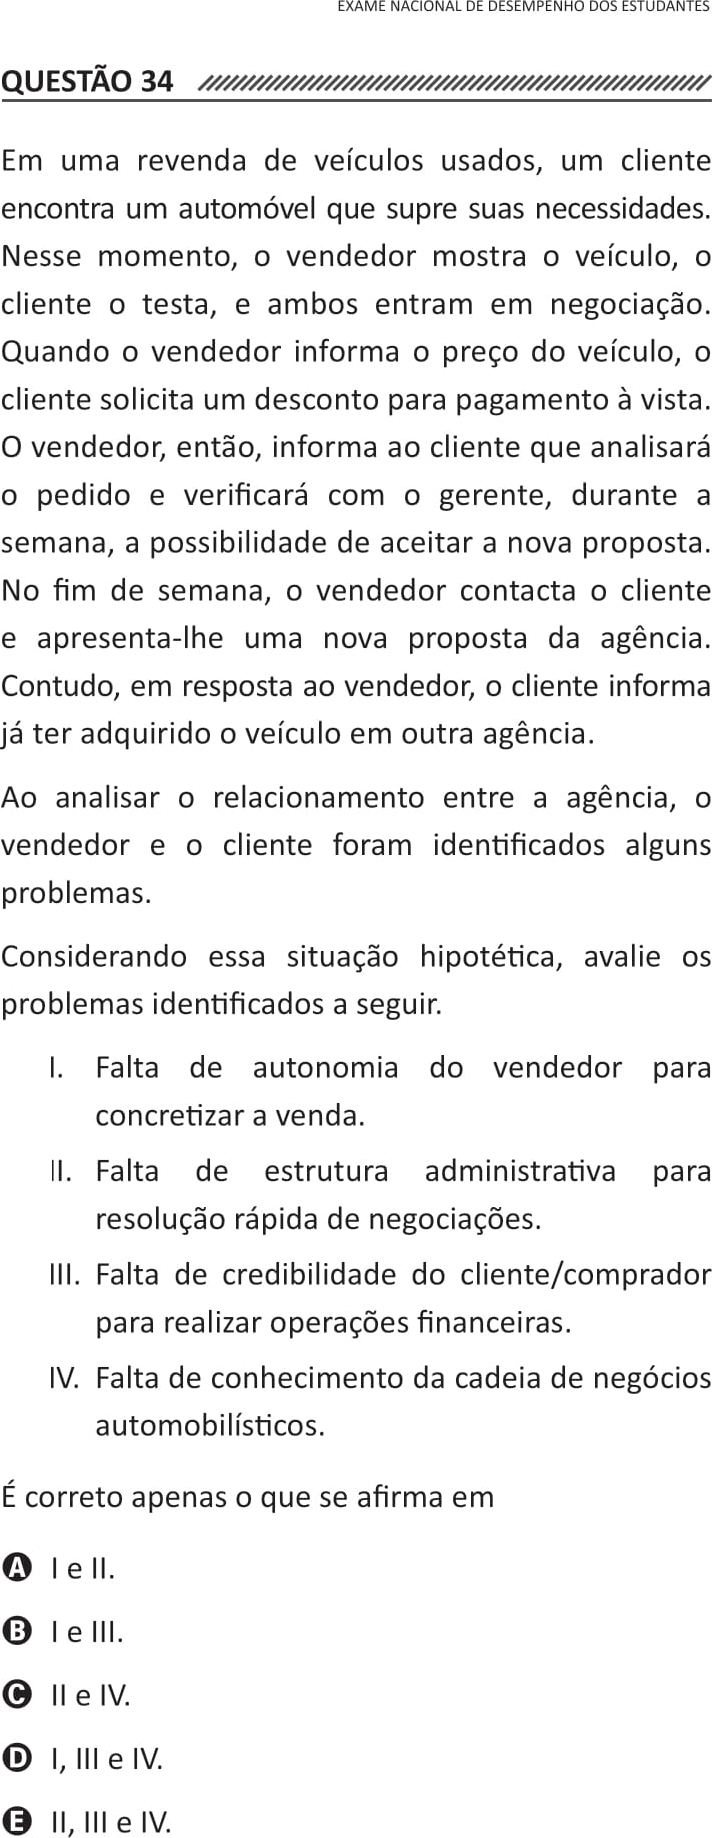 EXAME NACIONAL DE DESEMPENHO DOS ESTUDANTES
QUESTÃO 34
Em uma revenda de veículos usados, um cliente
encontra um automóvel que supre suas necessidades.
Nesse momento, o vendedor mostra o veículo, o
cliente o testa, e ambos entram em negociação.
Quando o vendedor informa o preço do veículo, o
cliente solicita um desconto para pagamento à vista.
O vendedor, então, informa ao cliente que analisará
o pedido e verificará com o gerente, durante a
semana, a possibilidade de aceitar a nova proposta.
No fim de semana, o vendedor contacta o cliente
e apresenta-lhe uma nova proposta da agência.
Contudo, em resposta ao vendedor, o cliente informa
já ter adquirido o veículo em outra agência.
Ao analisar o relacionamento entre a agência, o
vendedor e o cliente foram identificados alguns
problemas.
Considerando essa situação hipotética, avalie os
problemas identificados a seguir.
I. Falta de autonomia do vendedor para
concretizar a venda.
II. Falta de estrutura administrativa para
resolução rápida de negociações.
III. Falta de credibilidade do cliente/comprador
para realizar operações financeiras.
IV. Falta de conhecimento da cadeia de negócios
automobilísticos.
É correto apenas o que se afirma em
A I e II.
B I e III.
C II e IV.
D I, III e IV.
E II, III e IV.